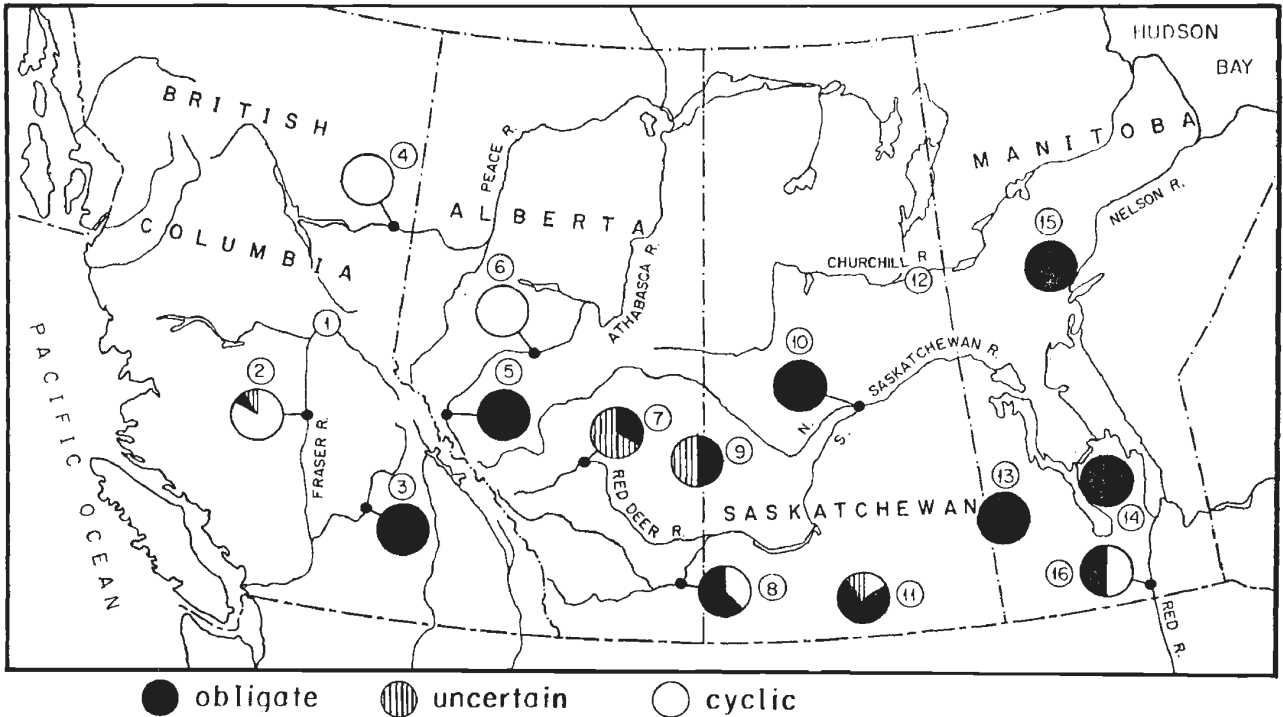 HUDSON
BAY
BRITISH
COLUMBIA
ALBERTA
MANITOBA
SASKATCHEWAN
PACIFIC OCEAN
PEACE R.
ATHABASCA R.
CHURCHILL R
NELSON R.
FRASER R.
RED DEER R.
N.
S.
SASKATCHEWAN R.
RED R.
1
2
3
4
5
6
7
8
9
10
11
12
13
14
15
16
obligate uncertain cyclic